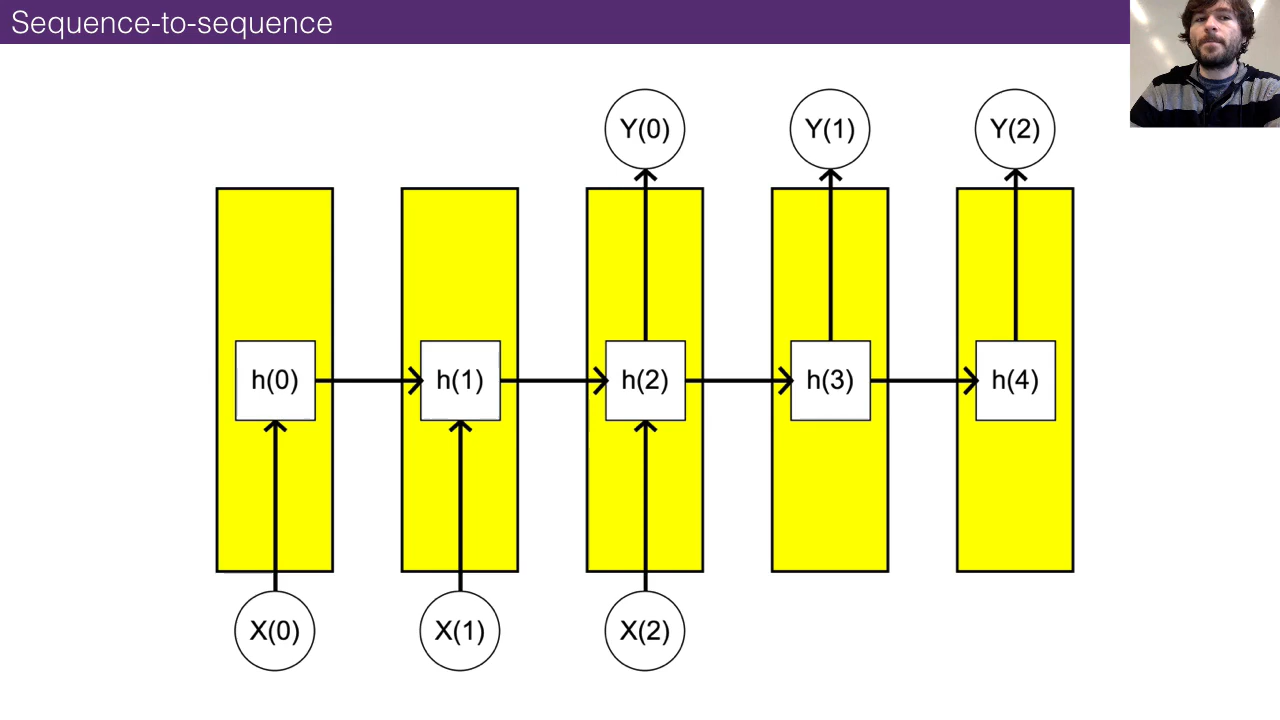 Sequence-to-sequence
Y(0) Y(1) Y(2)
h(0) h(1) h(2) h(3) h(4)
X(0) X(1) X(2)